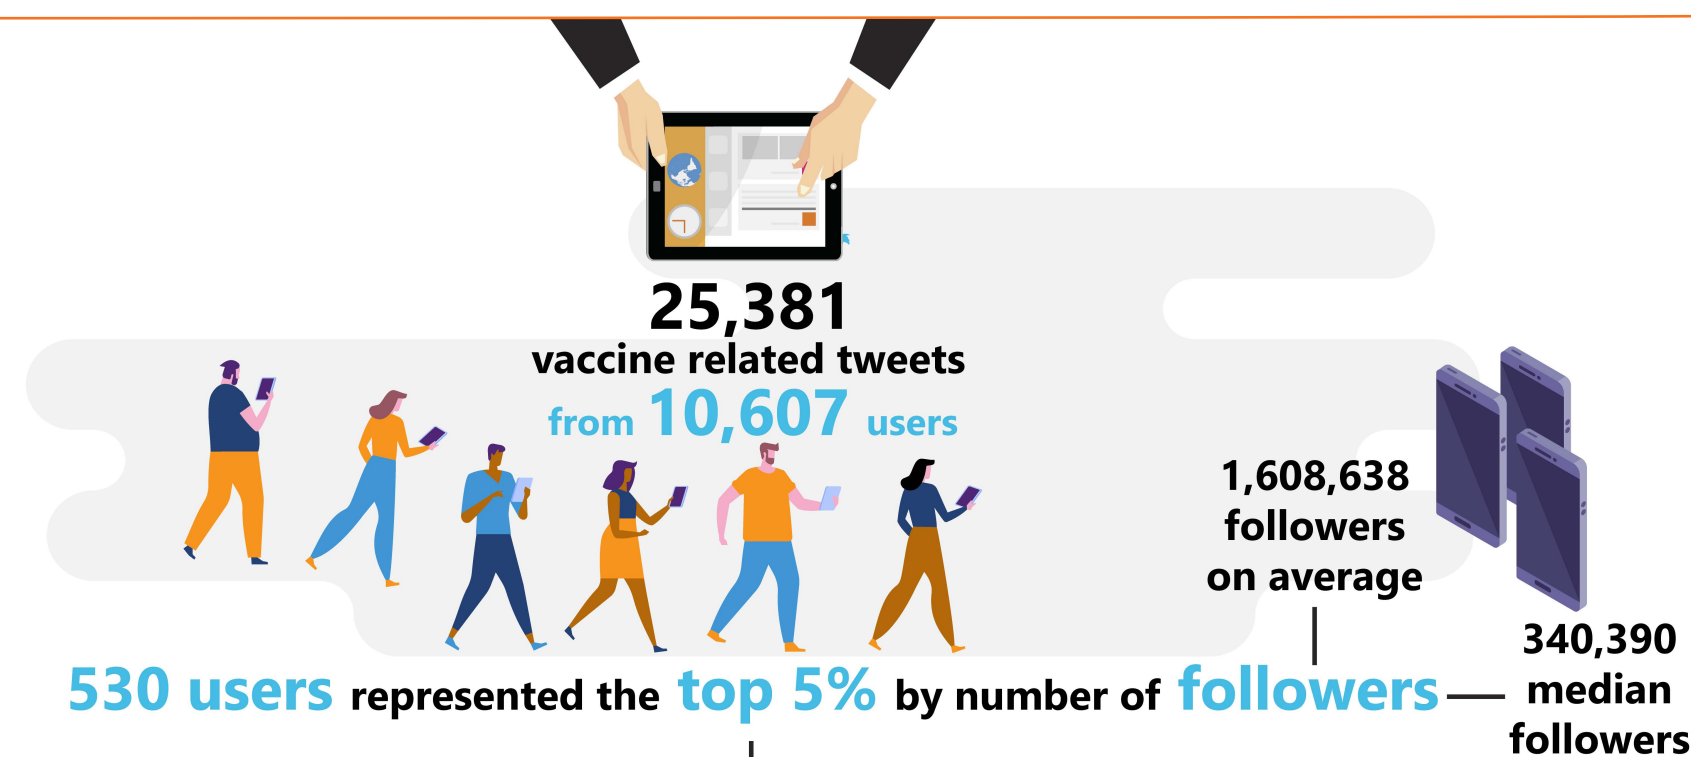 25,381
vaccine related tweets
from 10,607 users
1,608,638
followers
on average
340,390
median
followers
530 users represented the top 5% by number of followers